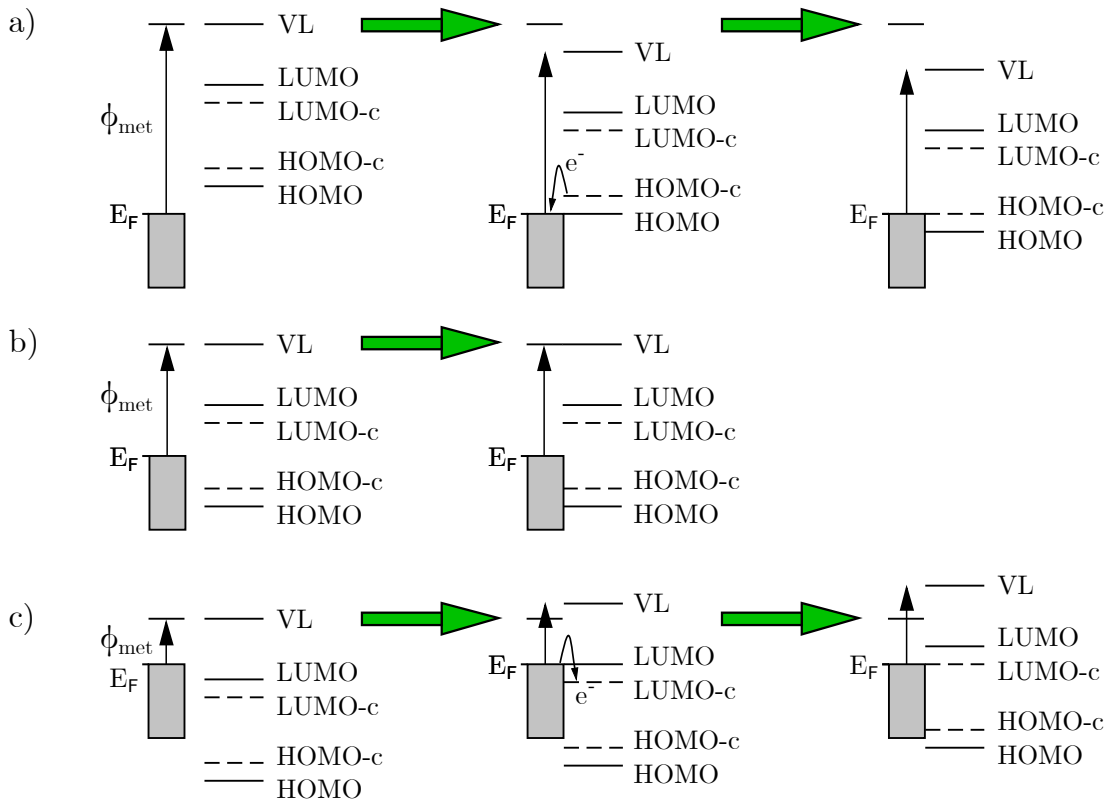 a)
VL
LUMO
LUMO-c
ϕmet
HOMO-c
HOMO
EF
VL
LUMO
LUMO-c
e-
HOMO-c
HOMO
EF
VL
LUMO
LUMO-c
HOMO-c
HOMO
EF
b)
VL
LUMO
LUMO-c
ϕmet
EF
HOMO-c
HOMO
VL
LUMO
LUMO-c
EF
HOMO-c
HOMO
c)
VL
ϕmet
EF
LUMO
LUMO-c
HOMO-c
HOMO
VL
EF
LUMO
LUMO-c
e-
HOMO-c
HOMO
VL
LUMO
EF
LUMO-c
HOMO-c
HOMO